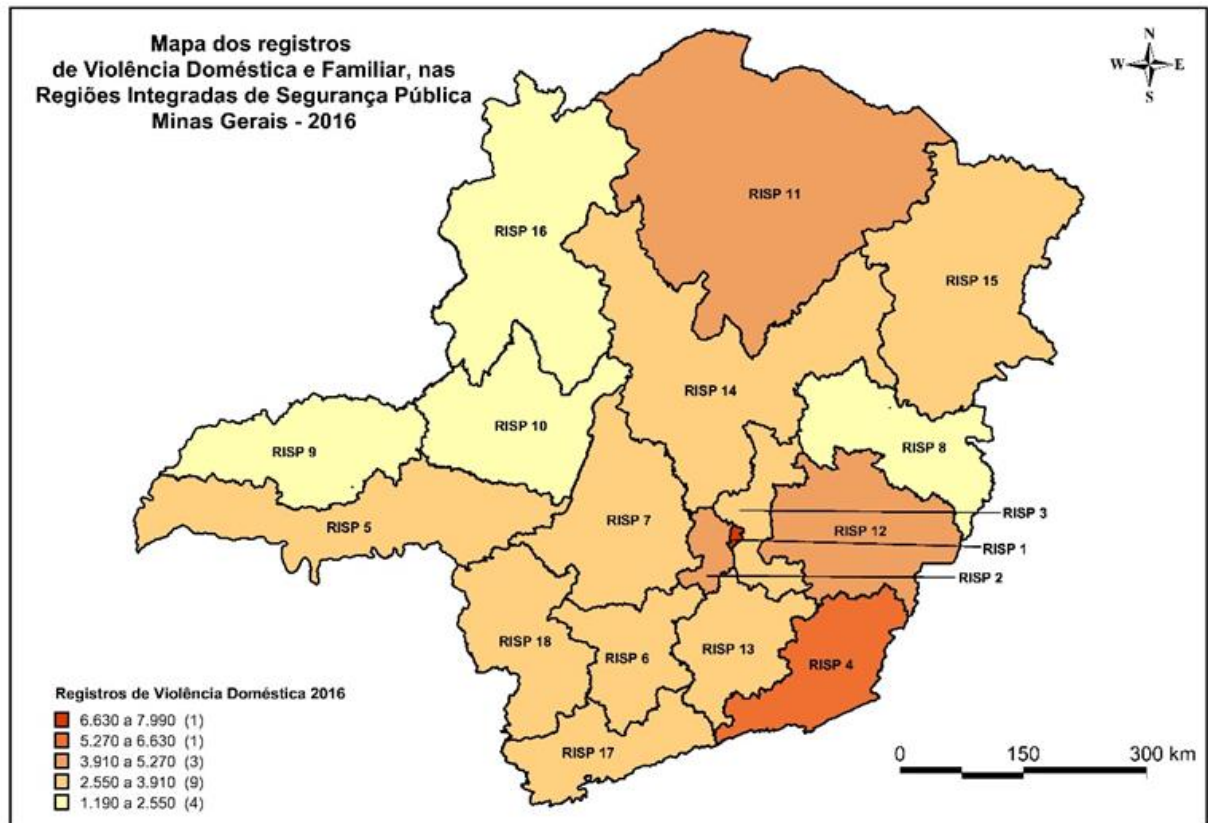 Mapa dos registros
de Violência Doméstica e Familiar, nas
Regiões Integradas de Segurança Pública
Minas Gerais - 2016
N
W E
S
RISP 11
RISP 16
RISP 15
RISP 14
RISP 10
RISP 9
RISP 8
RISP 3
RISP 7
RISP 5
RISP 12
RISP 1
RISP 2
RISP 18
RISP 6
RISP 13
RISP 4
RISP 17
Registros de Violência Doméstica 2016
6.630 a 7.990 (1)
5.270 a 6.630 (1)
3.910 a 5.270 (3)
2.550 a 3.910 (9)
1.190 a 2.550 (4)
0 150 300 km